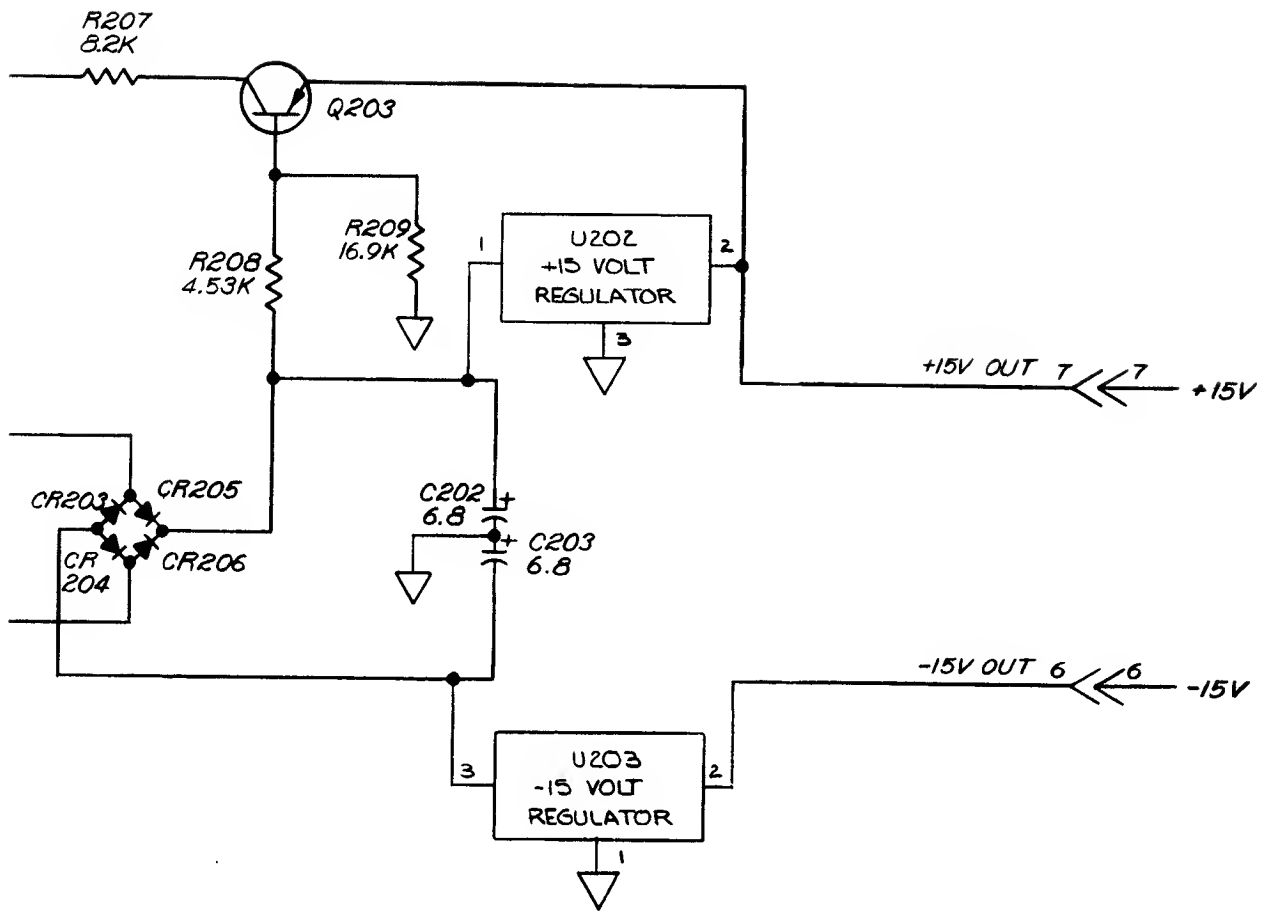 R207
8.2K
Q203
R209
16.9K
R208
4.53K
1
U202
+15 VOLT
REGULATOR
2
3
+15V OUT 7
7
+15V
CR203
CR205
CR
204
CR206
C202
6.8
+
+
C203
6.8
-15V OUT 6
6
-15V
3
U203
-15 VOLT
REGULATOR
2
1